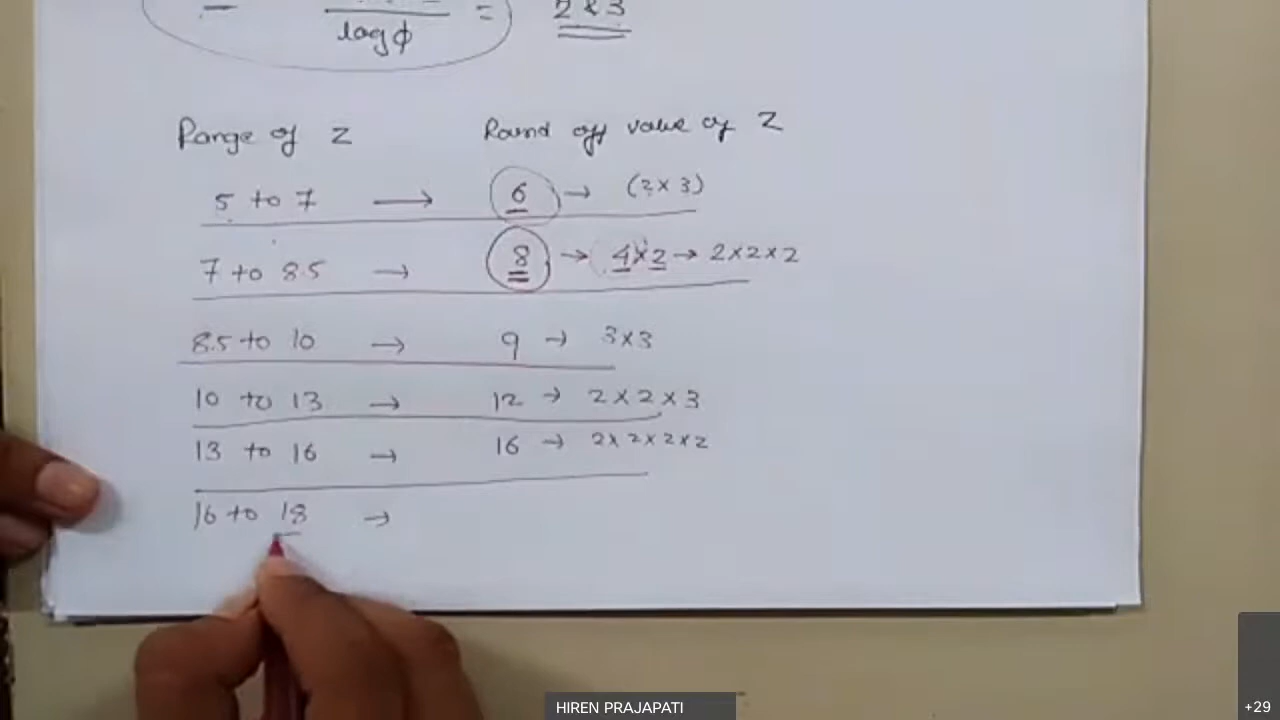 = 2 x 3
log φ
Range of Z Round off value of Z
5 to 7 → 6 → (2 x 3)
7 to 8.5 → 8 → 4 x 2 → 2 x 2 x 2
8.5 to 10 → 9 → 3 x 3
10 to 13 → 12 → 2 x 2 x 3
13 to 16 → 16 → 2 x 2 x 2 x 2
16 to 18 →
HIREN PRAJAPATI
+29